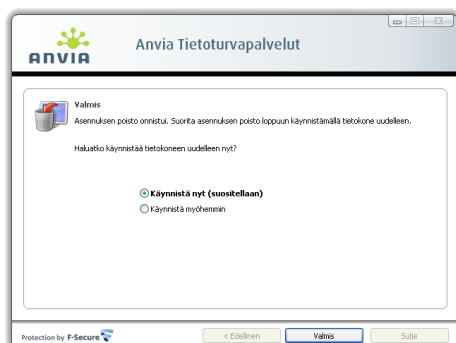 ANVIA
Anvia Tietoturvapalvelut
Valmis
Asennuksen poisto onnistui. Suorita asennuksen poisto loppuun käynnistämällä tietokone uudelleen.
Haluatko käynnistää tietokoneen uudelleen nyt?
Käynnistä nyt (suositellaan)
Käynnistä myöhemmin
Protection by F-Secure
< Edellinen
Valmis
Sulje